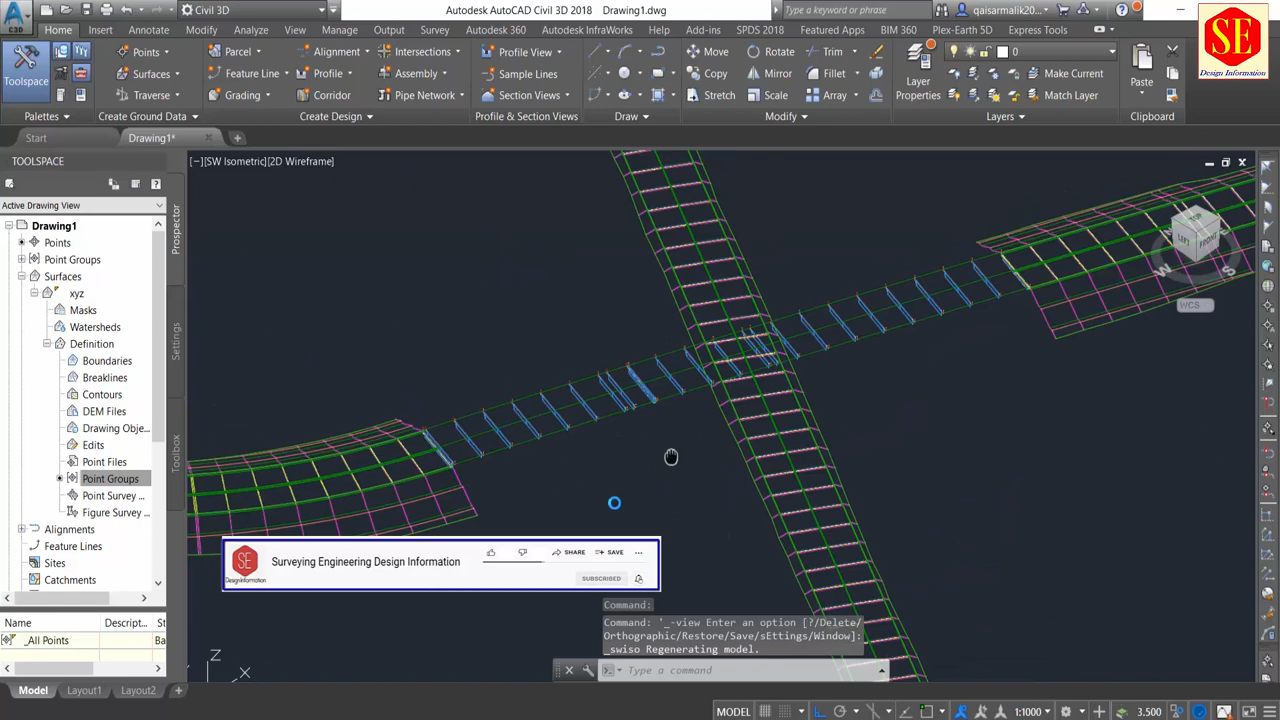 Civil 3D
Autodesk AutoCAD Civil 3D 2018 Drawing1.dwg
Type a keyword or phrase
qaisarmalik20...
SE
Design Information
C3D
Home Insert Annotate Modify Analyze View Manage Output Survey Autodesk 360 Autodesk InfraWorks Help Add-ins SPDS 2018 Featured Apps BIM 360 Plex-Earth 5D Express Tools
Toolspace
Points
Surfaces
Traverse
Parcel
Feature Line
Grading
Alignment
Profile
Corridor
Intersections
Assembly
Pipe Network
Profile View
Sample Lines
Section Views
Move
Copy
Stretch
Rotate
Mirror
Scale
Trim
Fillet
Array
Layer
Properties
0
Make Current
Match Layer
Paste
Palettes
Create Ground Data
Create Design
Profile & Section Views
Draw
Modify
Layers
Clipboard
Start
Drawing1*
TOOLSPACE
Active Drawing View
Drawing1
Points
Point Groups
Surfaces
xyz
Masks
Watersheds
Definition
Boundaries
Breaklines
Contours
DEM Files
Drawing Obje...
Edits
Point Files
Point Groups
Point Survey ...
Figure Survey ...
Alignments
Feature Lines
Sites
Catchments
Prospector
Settings
Toolbox
Name Descript... St
_All Points Ba
[−][SW Isometric][2D Wireframe]
TOP
LEFT
FRONT
W
S
WCS
SE
DesignInformation
Surveying Engineering Design Information
SHARE
SAVE
SUBSCRIBED
Z
X
Command:
Command: '_-view Enter an option [?/Delete/
Orthographic/Restore/Save/sEttings/Window]:
_swiso Regenerating model.
Type a command
Model Layout1 Layout2
MODEL
1:1000
3.500